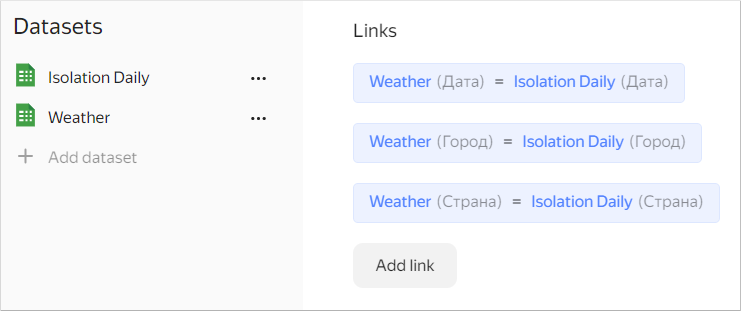 Datasets
Isolation Daily
Weather
Add dataset
Links
Weather (Дата) = Isolation Daily (Дата)
Weather (Город) = Isolation Daily (Город)
Weather (Страна) = Isolation Daily (Страна)
Add link